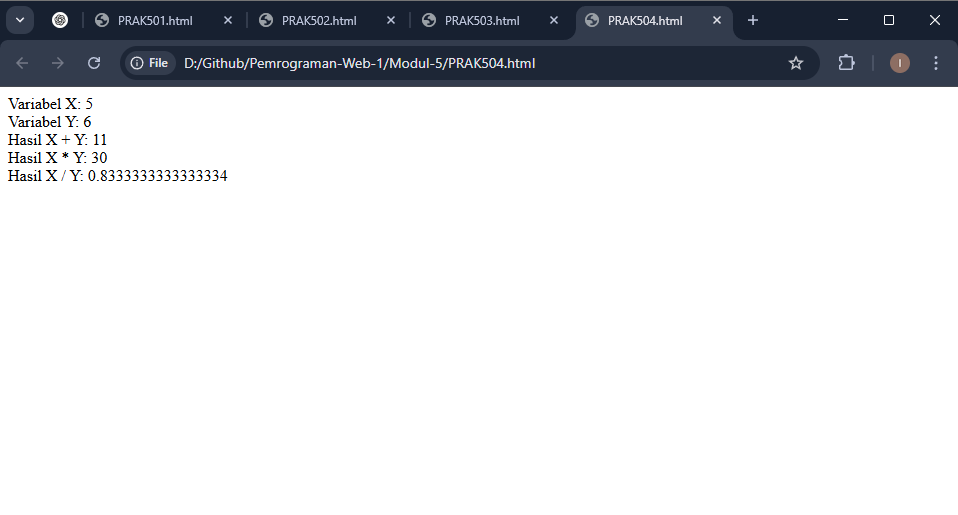 PRAK501.html
PRAK502.html
PRAK503.html
PRAK504.html
File
D:/Github/Pemrograman-Web-1/Modul-5/PRAK504.html
I
Variabel X: 5
Variabel Y: 6
Hasil X + Y: 11
Hasil X * Y: 30
Hasil X / Y: 0.8333333333333334